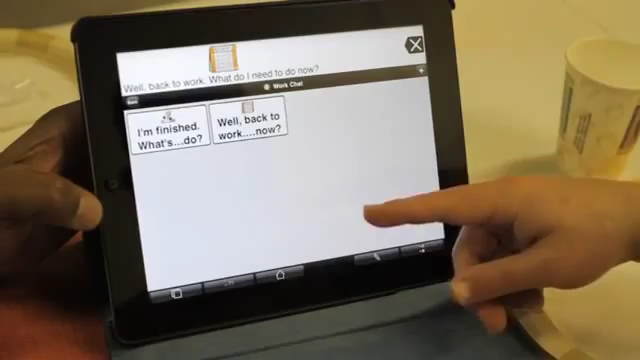 Well, back to work. What do I need to do now?
Work Chat
I'm finished.
What's...do?
Well, back to
work....now?